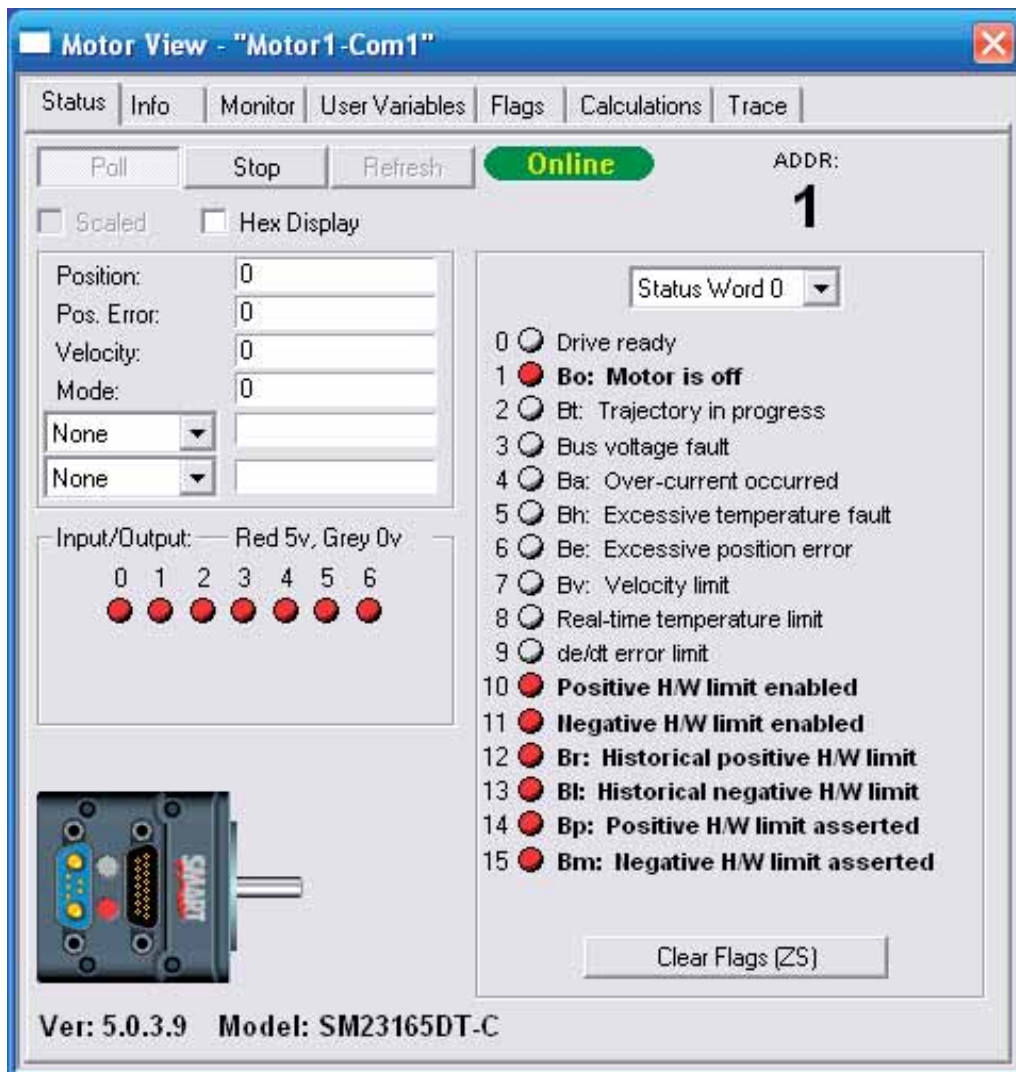 Motor View - "Motor1-Com1"
Status Info Monitor User Variables Flags Calculations Trace
Poll Stop Refresh Online ADDR:
1
Scaled Hex Display
Position: 0
Pos. Error: 0
Velocity: 0
Mode: 0
None
None
Input/Output: Red 5v, Grey 0v
0 1 2 3 4 5 6
Status Word 0
0 Drive ready
1 Bo: Motor is off
2 Bt: Trajectory in progress
3 Bus voltage fault
4 Ba: Over-current occurred
5 Bh: Excessive temperature fault
6 Be: Excessive position error
7 Bv: Velocity limit
8 Real-time temperature limit
9 de/dt error limit
10 Positive H/W limit enabled
11 Negative H/W limit enabled
12 Br: Historical positive H/W limit
13 Bl: Historical negative H/W limit
14 Bp: Positive H/W limit asserted
15 Bm: Negative H/W limit asserted
Clear Flags (ZS)
SMART
Ver: 5.0.3.9 Model: SM23165DT-C